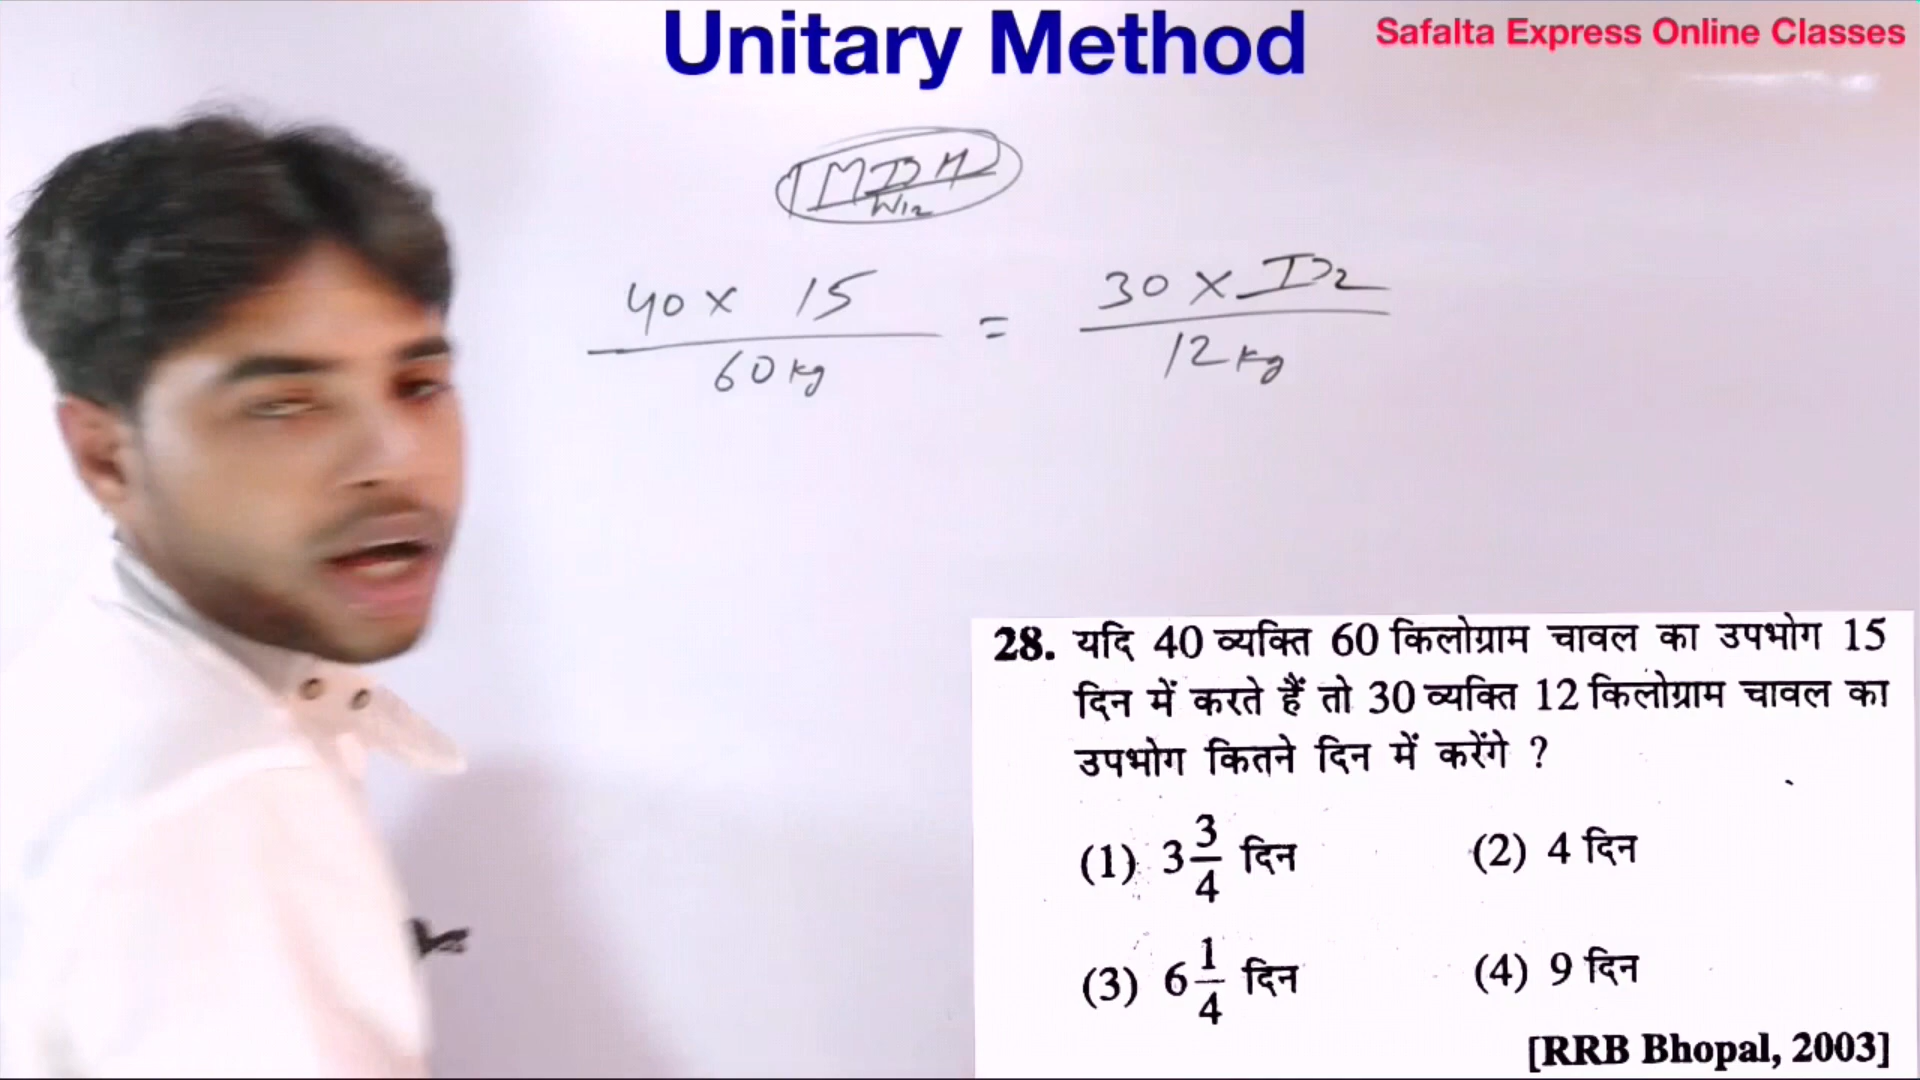 Unitary Method
Safalta Express Online Classes
40 × 15 = 30 × D2
60 kg 12 kg
28. यदि 40 व्यक्ति 60 किलोग्राम चावल का उपभोग 15
दिन में करते हैं तो 30 व्यक्ति 12 किलोग्राम चावल का
उपभोग कितने दिन में करेंगे ?
(1) 3 3/4 दिन (2) 4 दिन
(3) 6 1/4 दिन (4) 9 दिन
[RRB Bhopal, 2003]